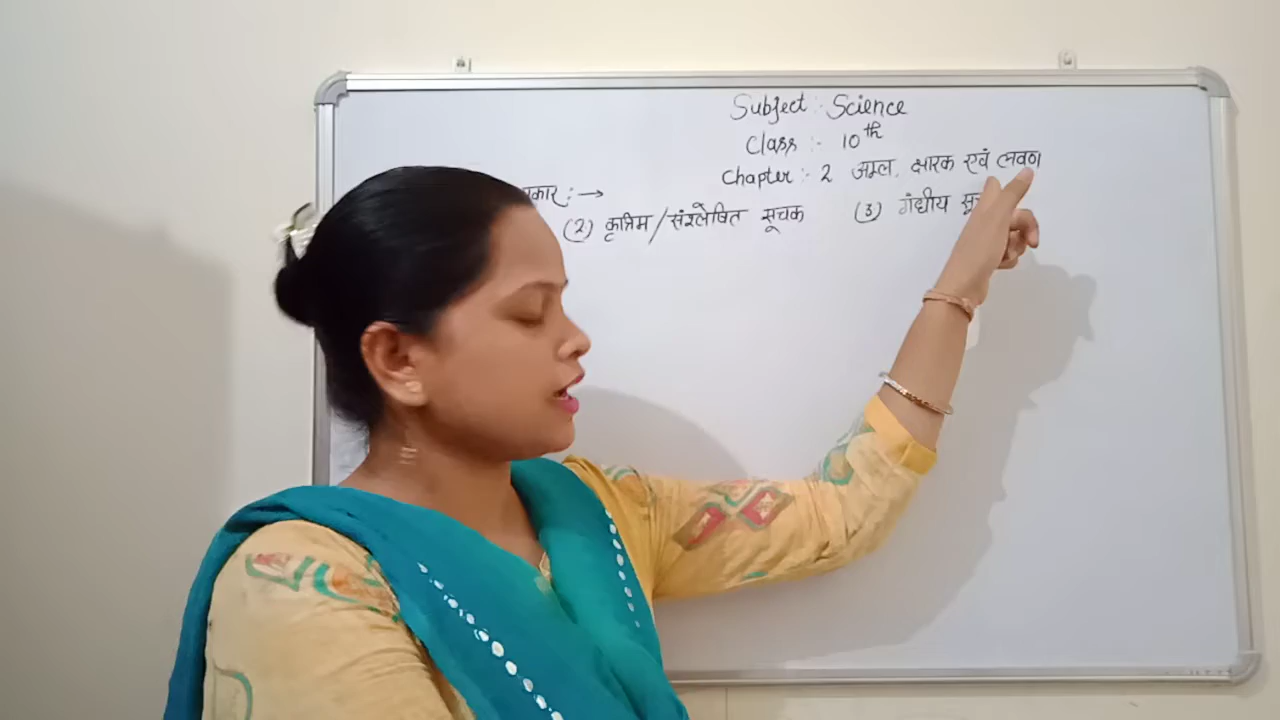 Subject :- Science
Class :- 10th
Chapter :- 2 अम्ल, क्षारक एवं लवण
(2) कृत्रिम/संश्लेषित सूचक (3) गंधीय